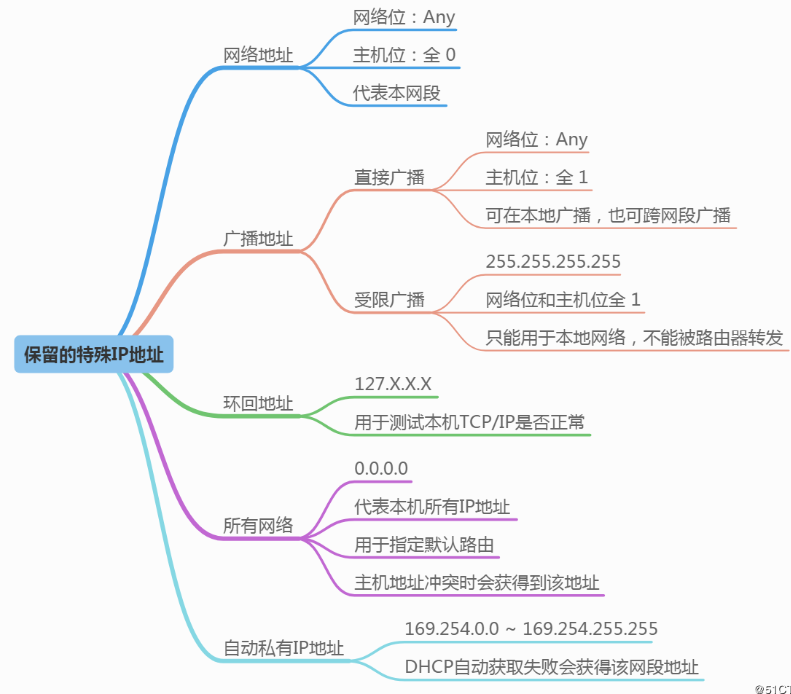 保留的特殊IP地址
网络地址
网络位：Any
主机位：全 0
代表本网段
广播地址
直接广播
网络位：Any
主机位：全 1
可在本地广播，也可跨网段广播
受限广播
255.255.255.255
网络位和主机位全 1
只能用于本地网络，不能被路由器转发
环回地址
127.X.X.X
用于测试本机TCP/IP是否正常
所有网络
0.0.0.0
代表本机所有IP地址
用于指定默认路由
主机地址冲突时会获得到该地址
自动私有IP地址
169.254.0.0 ~ 169.254.255.255
DHCP自动获取失败会获得该网段地址
@51CT